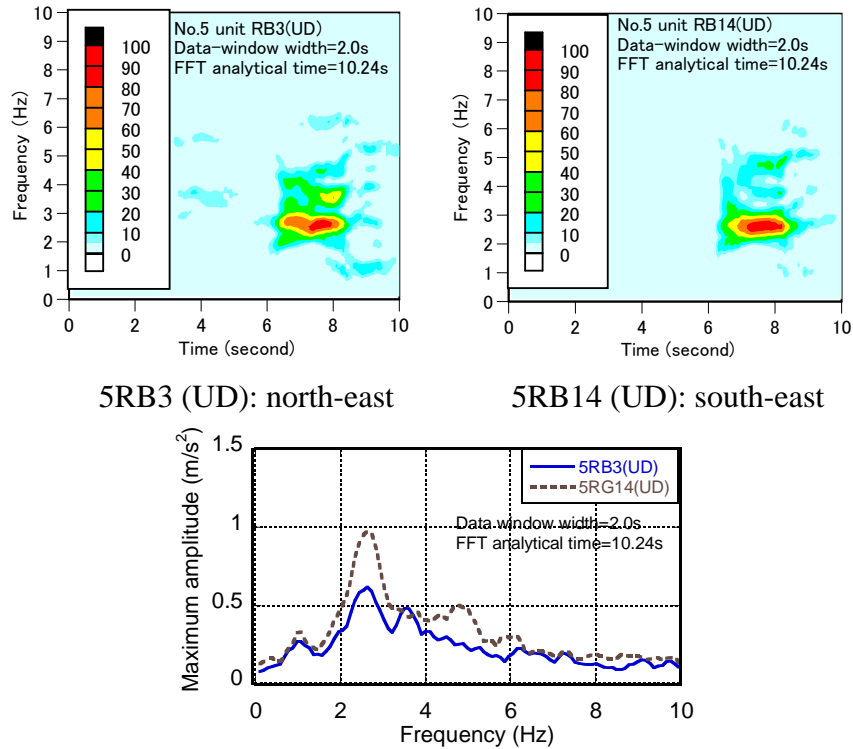 10
9
8
7
6
5
4
3
2
1
0
Frequency (Hz)
100
90
80
70
60
50
40
30
20
10
0
No.5 unit RB3(UD)
Data-window width=2.0s
FFT analytical time=10.24s
0 2 4 6 8 10
Time (second)
10
9
8
7
6
5
4
3
2
1
0
Frequency (Hz)
100
90
80
70
60
50
40
30
20
10
0
No.5 unit RB14(UD)
Data-window width=2.0s
FFT analytical time=10.24s
0 2 4 6 8 10
Time (second)
5RB3 (UD): north-east
5RB14 (UD): south-east
1.5
1
0.5
0
Maximum amplitude (m/s²)
5RB3(UD)
5RG14(UD)
Data window width=2.0s
FFT analytical time=10.24s
0 2 4 6 8 10
Frequency (Hz)